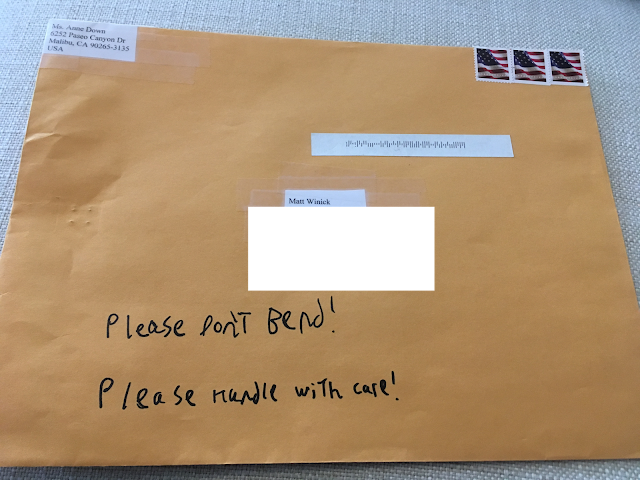 Ms. Anne Down
6252 Paseo Canyon Dr
Malibu, CA 90265-3135
USA
Matt Winick
Please Don't Bend!
Please Handle with care!